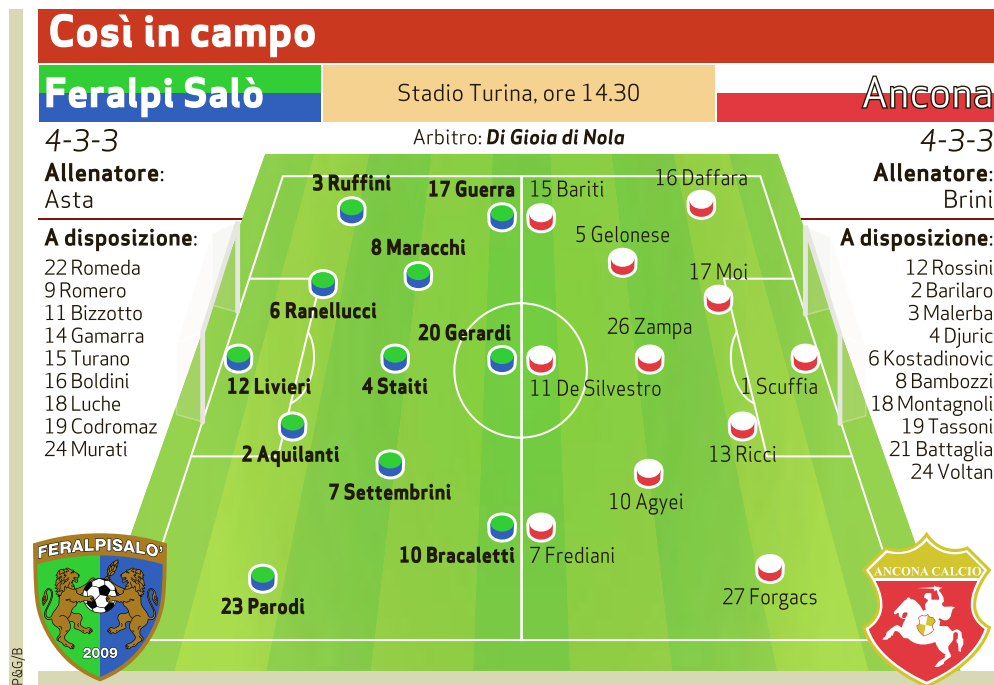 Così in campo
Feralpi Salò
Stadio Turina, ore 14.30
Ancona
4-3-3
Allenatore:
Asta
Arbitro: Di Gioia di Nola
4-3-3
Allenatore:
Brini
A disposizione:
22 Romeda
9 Romero
11 Bizzotto
14 Gamarra
15 Turano
16 Boldini
18 Luche
19 Codromaz
24 Murati
3 Ruffini
17 Guerra
8 Maracchi
6 Ranellucci
20 Gerardi
12 Livieri
4 Staiti
2 Aquilanti
7 Settembrini
10 Bracaletti
23 Parodi
15 Bariti
16 Daffara
5 Gelonese
17 Moi
26 Zampa
11 De Silvestro
1 Scuffia
13 Ricci
10 Agyei
7 Frediani
27 Forgacs
A disposizione:
12 Rossini
2 Barilaro
3 Malerba
4 Djuric
6 Kostadinovic
8 Bambozzi
18 Montagnoli
19 Tassoni
21 Battaglia
24 Voltan
FERALPISALO'
2009
ANCONA CALCIO
P&G/B